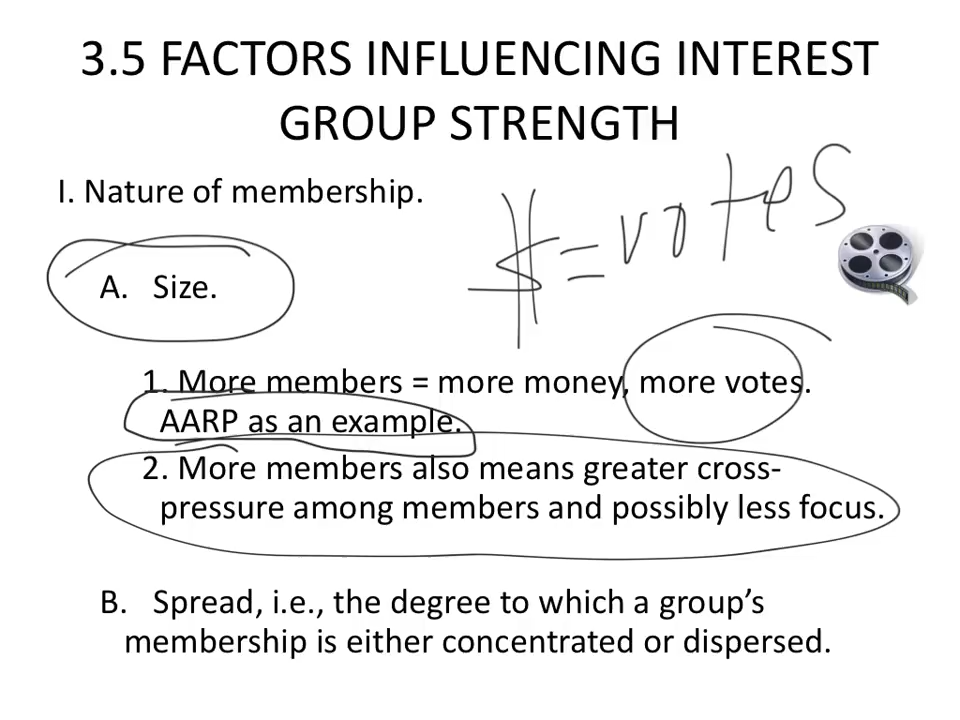 3.5 FACTORS INFLUENCING INTEREST
GROUP STRENGTH
I. Nature of membership.
$=votes
A. Size.
1. More members = more money, more votes.
AARP as an example.
2. More members also means greater cross-
pressure among members and possibly less focus.
B. Spread, i.e., the degree to which a group’s
membership is either concentrated or dispersed.